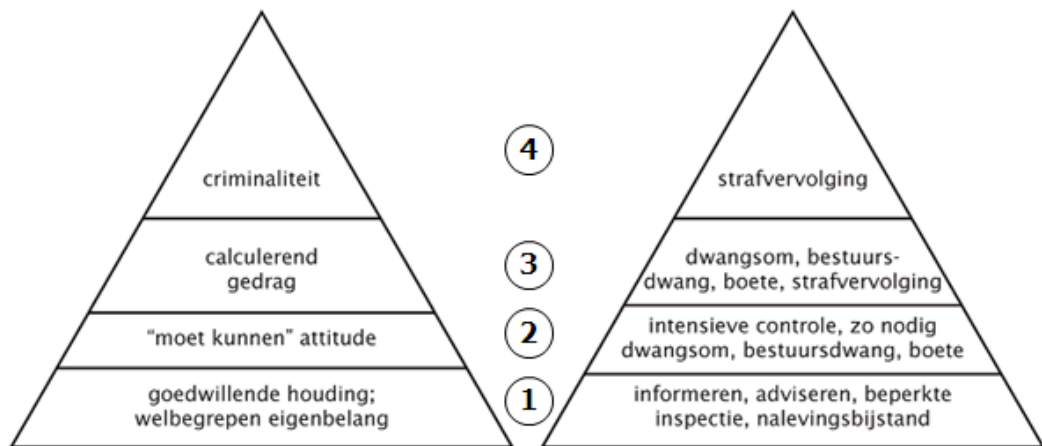 criminaliteit
calculerend
gedrag
"moet kunnen" attitude
goedwillende houding;
welbegrepen eigenbelang
4
3
2
1
strafvervolging
dwangsom, bestuurs-
dwang, boete, strafvervolging
intensieve controle, zo nodig
dwangsom, bestuursdwang, boete
informeren, adviseren, beperkte
inspectie, nalevingsbijstand